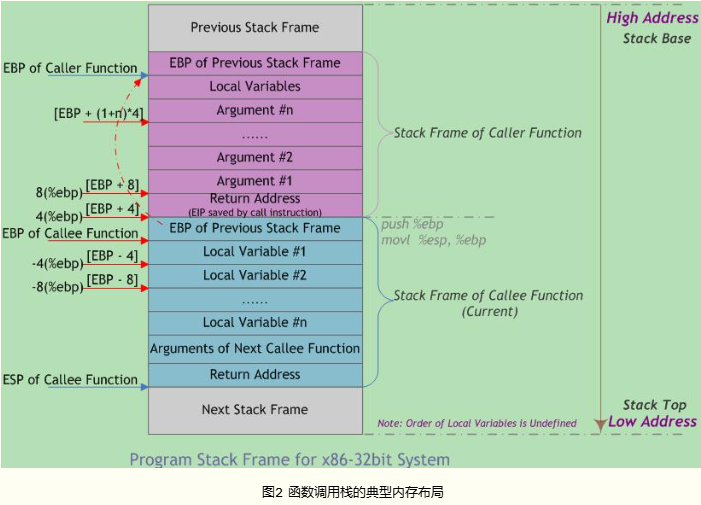 High Address
Previous Stack Frame
Stack Base
EBP of Caller Function
EBP of Previous Stack Frame
Local Variables
[EBP + (1+n)*4]
Argument #n
......
Stack Frame of Caller Function
Argument #2
Argument #1
8(%ebp)
[EBP + 8]
Return Address
(EIP saved by call instruction)
4(%ebp)
[EBP + 4]
EBP of Callee Function
EBP of Previous Stack Frame
push %ebp
movl %esp, %ebp
-4(%ebp)
[EBP - 4]
Local Variable #1
-8(%ebp)
[EBP - 8]
Local Variable #2
......
Stack Frame of Callee Function
(Current)
Local Variable #n
Arguments of Next Callee Function
ESP of Callee Function
Return Address
Next Stack Frame
Stack Top
Note: Order of Local Variables is Undefined
Low Address
Program Stack Frame for x86-32bit System
图2 函数调用栈的典型内存布局